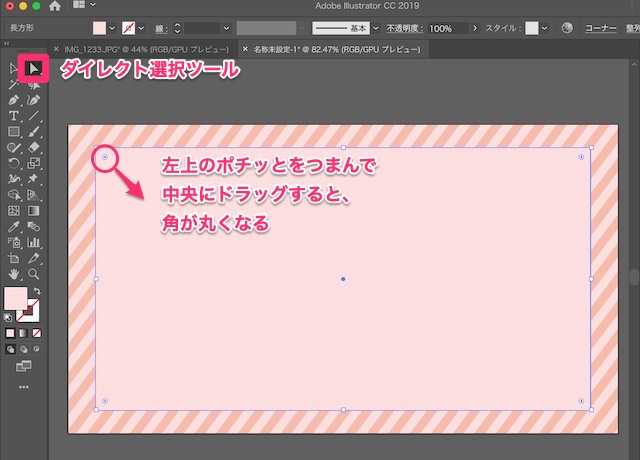 Adobe Illustrator CC 2019
長方形
線:
基本
不透明度:
100%
スタイル:
コーナー
整列
× IMG_1233.JPG* @ 44% (RGB/GPU プレビュー)
× 名称未設定-1* @ 82.47% (RGB/GPU プレビュー)
ダイレクト選択ツール
左上のポチッとをつまんで
中央にドラッグすると、
角が丸くなる